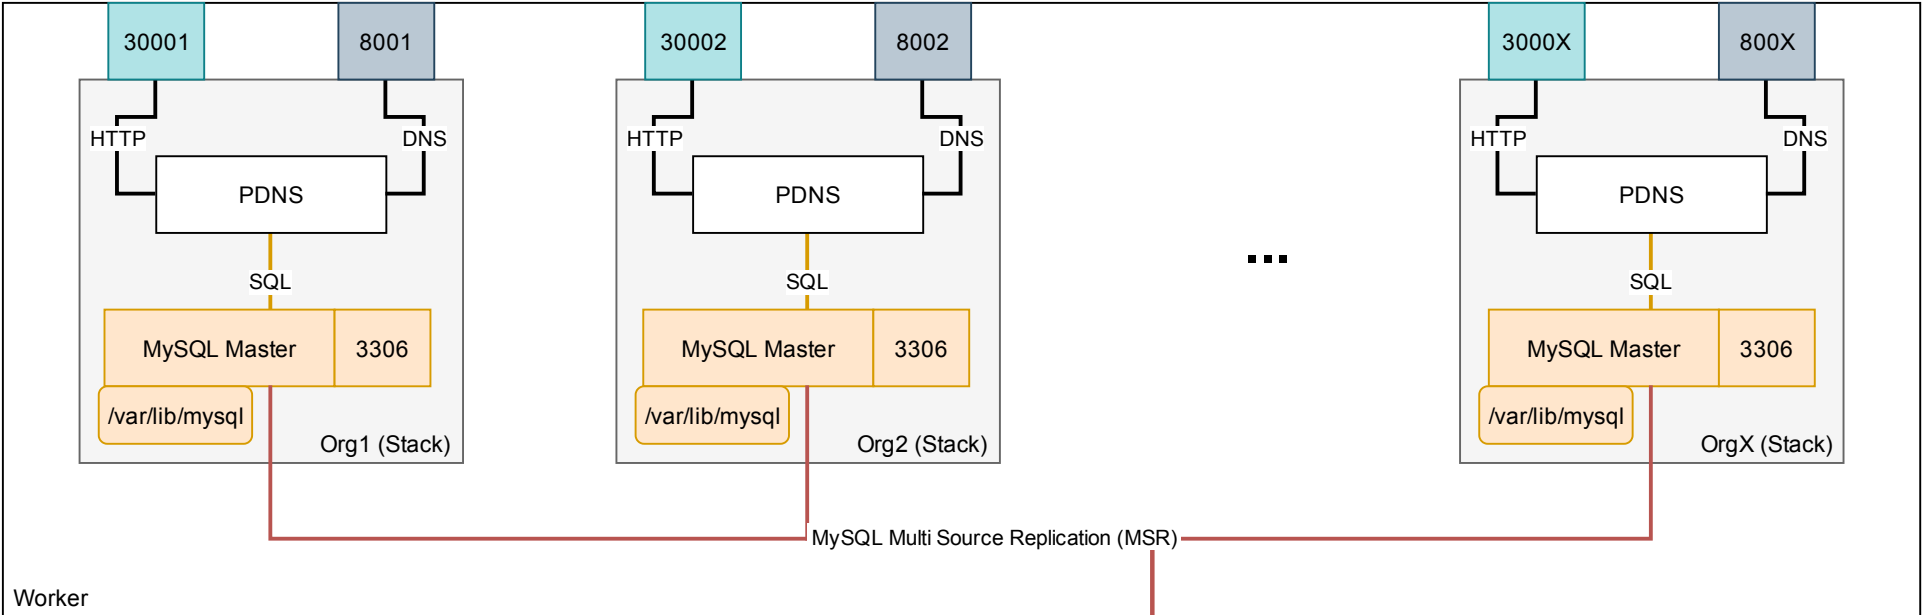 30001
8001
30002
8002
3000X
800X
HTTP
DNS
HTTP
DNS
HTTP
DNS
PDNS
PDNS
PDNS
...
SQL
SQL
SQL
MySQL Master
3306
MySQL Master
3306
MySQL Master
3306
/var/lib/mysql
/var/lib/mysql
/var/lib/mysql
Org1 (Stack)
Org2 (Stack)
OrgX (Stack)
MySQL Multi Source Replication (MSR)
Worker